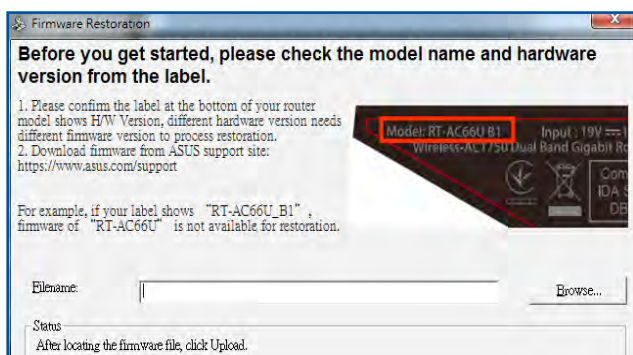 Firmware Restoration
Before you get started, please check the model name and hardware
version from the label.
1. Please confirm the label at the bottom of your router
model shows H/W Version, different hardware version needs
different firmware version to process restoration.
2. Download firmware from ASUS support site:
https://www.asus.com/support
For example, if your label shows “RT-AC66U_B1”,
firmware of “RT-AC66U” is not available for restoration.
Model: RT-AC66U B1 Input : 19V
Wireless-AC1750 Dual Band Gigabit
Com
IDA S
DB
Filename:
Browse...
Status
After locating the firmware file, click Upload.